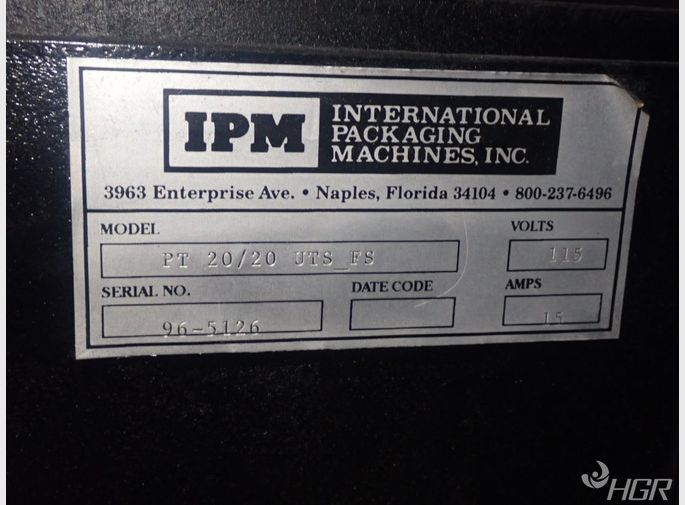 IPM
INTERNATIONAL
PACKAGING
MACHINES, INC.
3963 Enterprise Ave. • Naples, Florida 34104 • 800-237-6496
MODEL
PT 20/20 UTS_FS
VOLTS
115
SERIAL NO.
96-5126
DATE CODE
AMPS
15
HGR